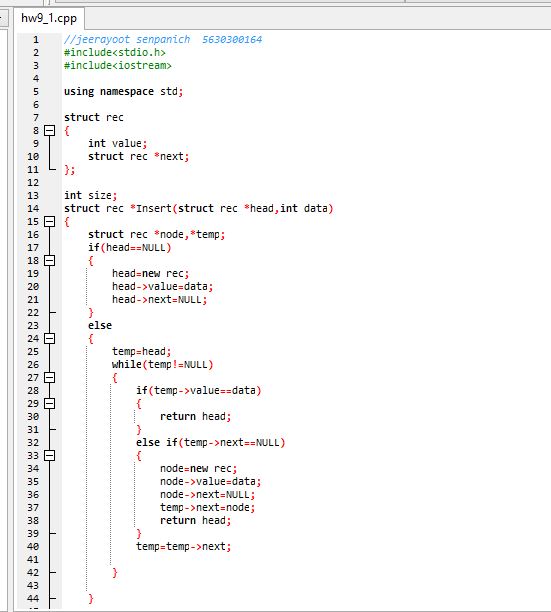 hw9_1.cpp
1 //jeerayoot senpanich  5630300164
2 #include<stdio.h>
3 #include<iostream>
4
5 using namespace std;
6
7 struct rec
8 {
9     int value;
10     struct rec *next;
11 };
12
13 int size;
14 struct rec *Insert(struct rec *head,int data)
15 {
16     struct rec *node,*temp;
17     if(head==NULL)
18     {
19         head=new rec;
20         head->value=data;
21         head->next=NULL;
22     }
23     else
24     {
25         temp=head;
26         while(temp!=NULL)
27         {
28             if(temp->value==data)
29             {
30                 return head;
31             }
32             else if(temp->next==NULL)
33             {
34                 node=new rec;
35                 node->value=data;
36                 node->next=NULL;
37                 temp->next=node;
38                 return head;
39             }
40             temp=temp->next;
41
42         }
43
44     }